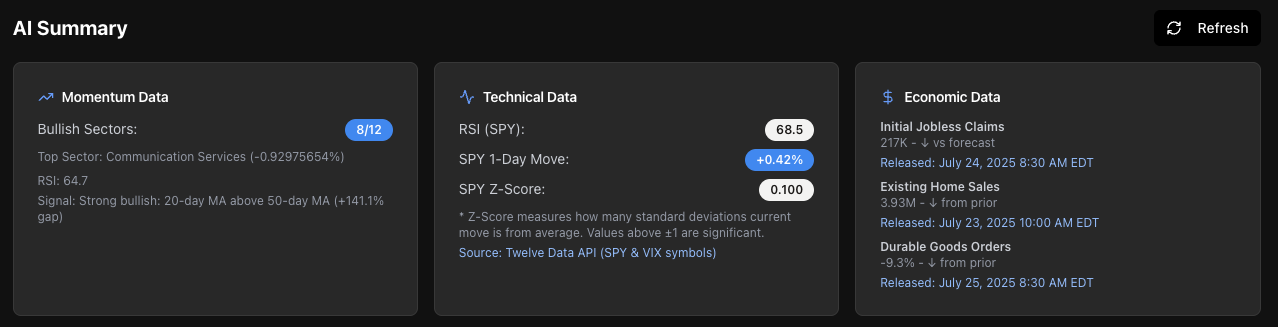 AI Summary
Refresh
Momentum Data
Bullish Sectors:
8/12
Top Sector: Communication Services (-0.92975654%)
RSI: 64.7
Signal: Strong bullish: 20-day MA above 50-day MA (+141.1%
gap)
Technical Data
RSI (SPY):
68.5
SPY 1-Day Move:
+0.42%
SPY Z-Score:
0.100
* Z-Score measures how many standard deviations current
move is from average. Values above ±1 are significant.
Source: Twelve Data API (SPY & VIX symbols)
Economic Data
Initial Jobless Claims
217K - ↓ vs forecast
Released: July 24, 2025 8:30 AM EDT
Existing Home Sales
3.93M - ↓ from prior
Released: July 23, 2025 10:00 AM EDT
Durable Goods Orders
-9.3% - ↓ from prior
Released: July 25, 2025 8:30 AM EDT